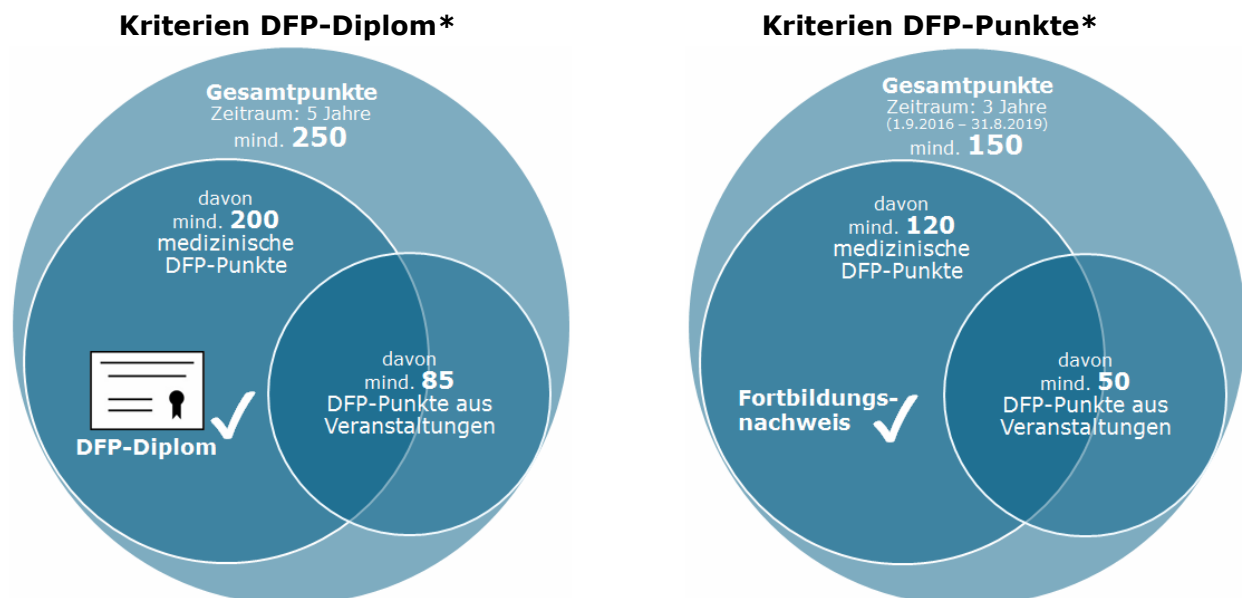 Kriterien DFP-Diplom*
Gesamtpunkte
Zeitraum: 5 Jahre
mind. 250
davon
mind. 200
medizinische
DFP-Punkte
davon
mind. 85
DFP-Punkte aus
Veranstaltungen
DFP-Diplom
Kriterien DFP-Punkte*
Gesamtpunkte
Zeitraum: 3 Jahre
(1.9.2016 – 31.8.2019)
mind. 150
davon
mind. 120
medizinische
DFP-Punkte
davon
mind. 50
DFP-Punkte aus
Veranstaltungen
Fortbildungs-
nachweis